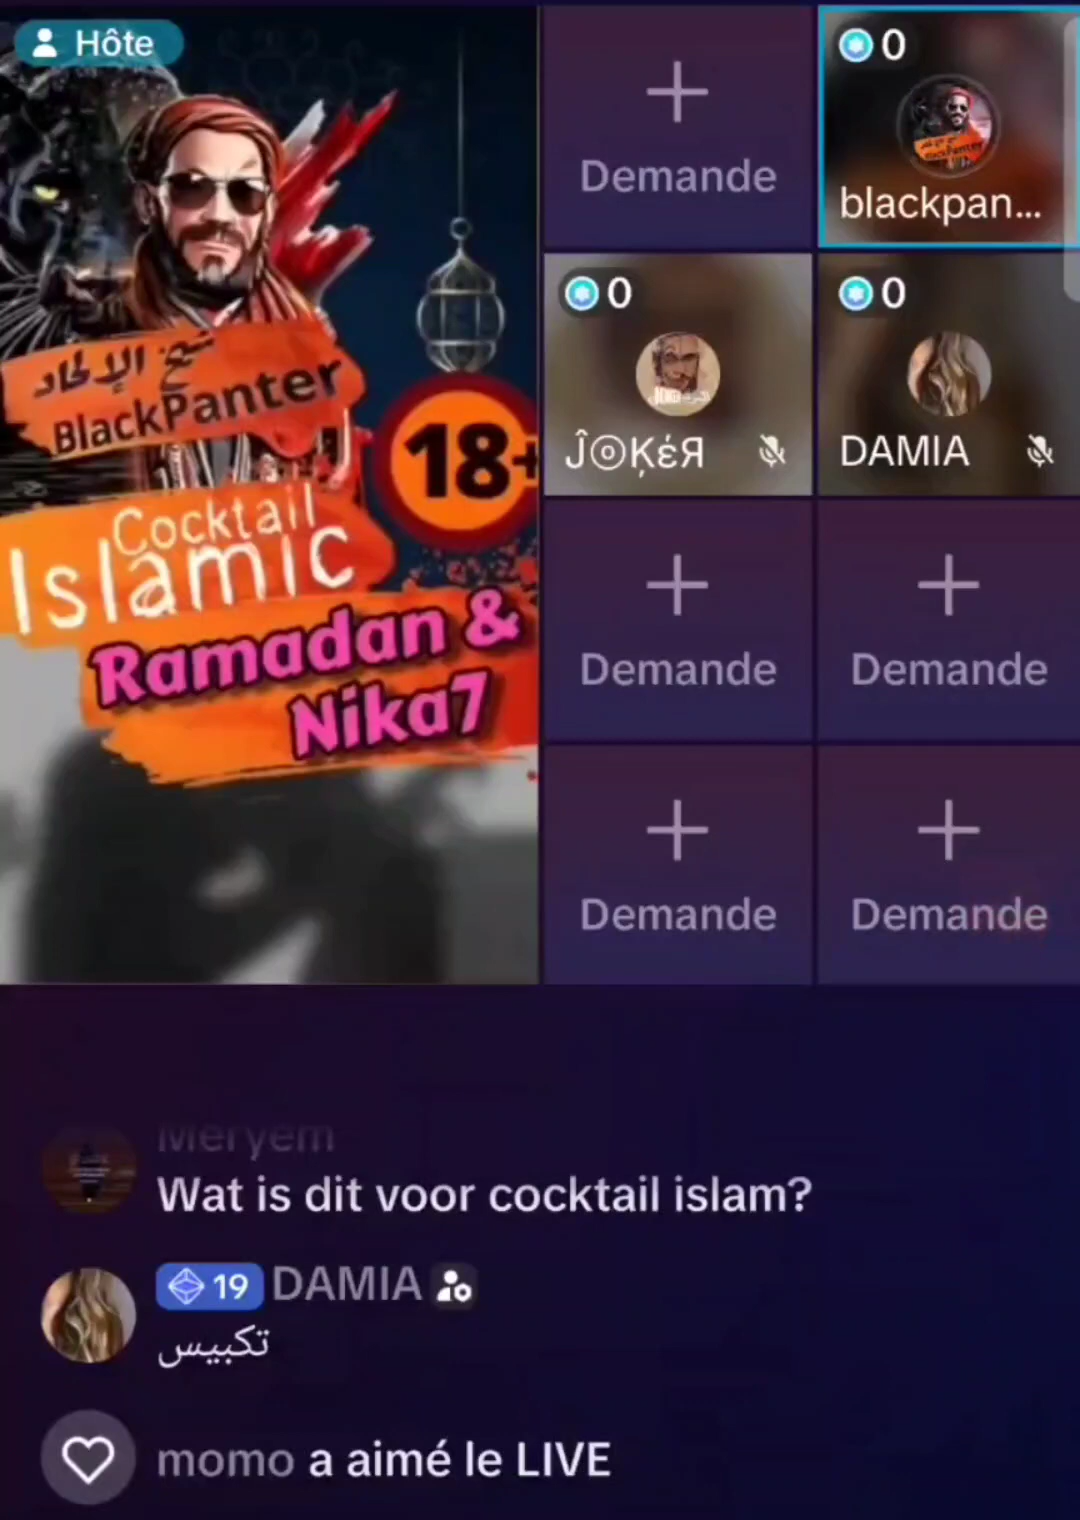 Hôte
شيخ الإلحاد
BlackPanter
18+
Cocktail
Islamic
Ramadan &
Nika7
Demande
0
blackpan...
0
ĴⓞĶέЯ
0
DAMIA
Demande
Demande
Demande
Demande
Meryem
Wat is dit voor cocktail islam?
19 DAMIA
تكبيس
momo a aimé le LIVE